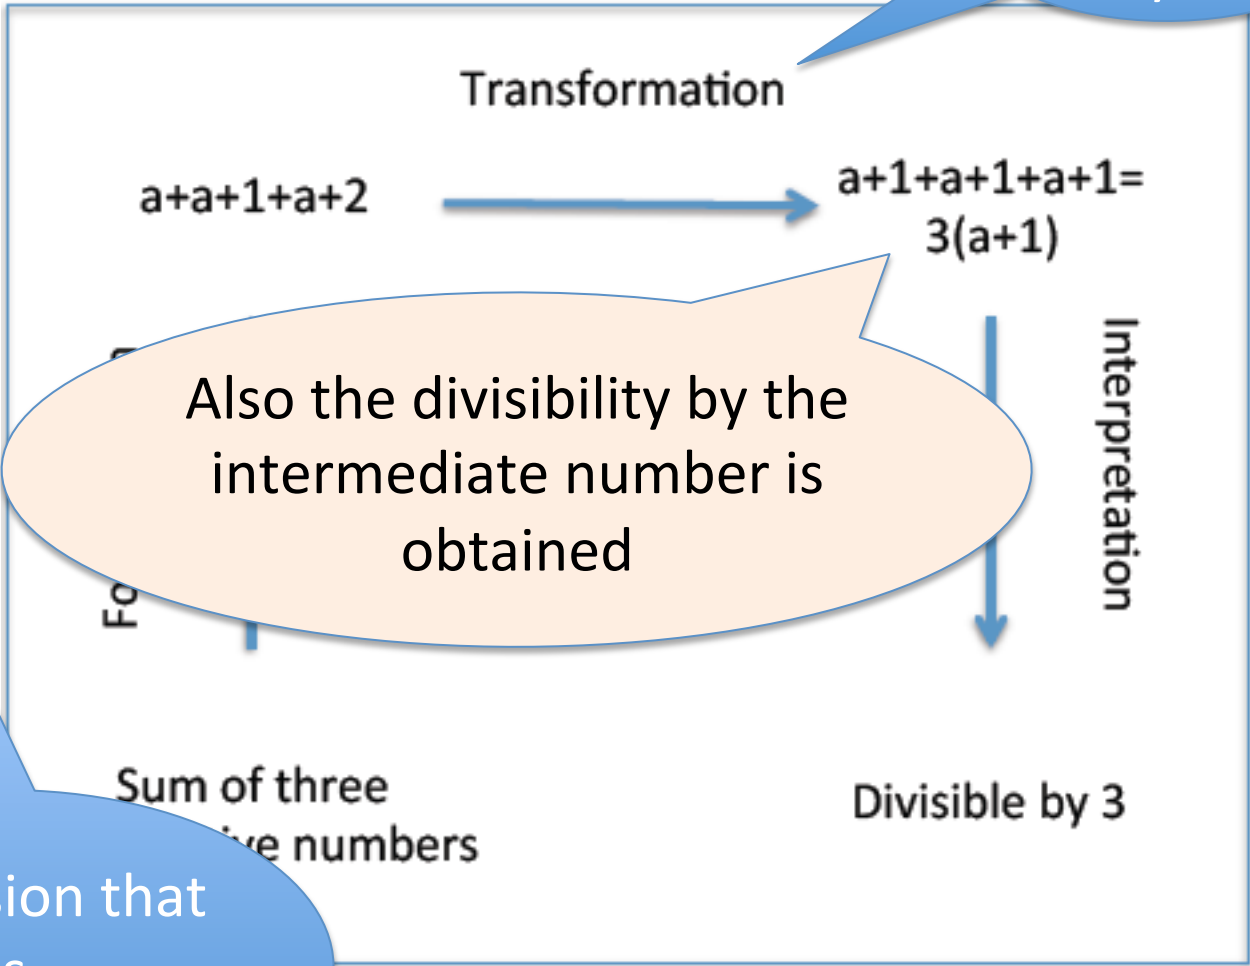 Transformation
a+a+1+a+2
a+1+a+1+a+1=
3(a+1)
Also the divisibility by the
intermediate number is
obtained
Interpretation
Sum of three
numbers
Divisible by 3
that